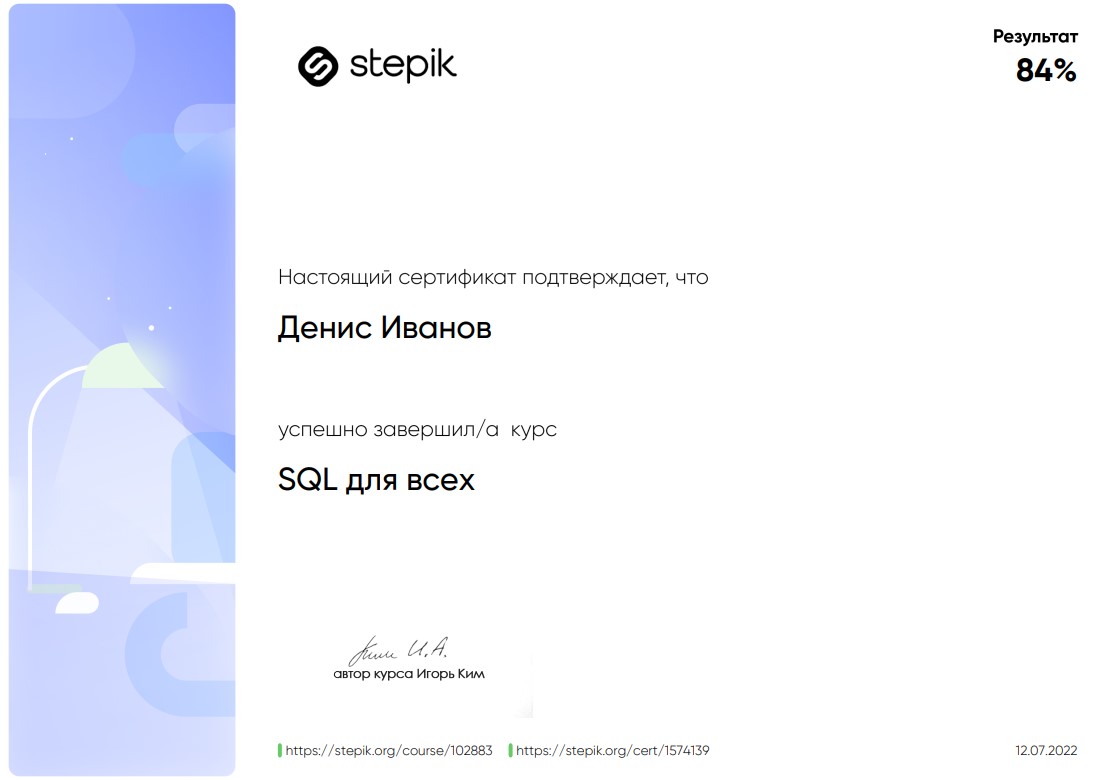 stepik
Результат
84%
Настоящий сертификат подтверждает, что
Денис Иванов
успешно завершил/а  курс
SQL для всех
Ким И.А.
автор курса Игорь Ким
https://stepik.org/course/102883
https://stepik.org/cert/1574139
12.07.2022